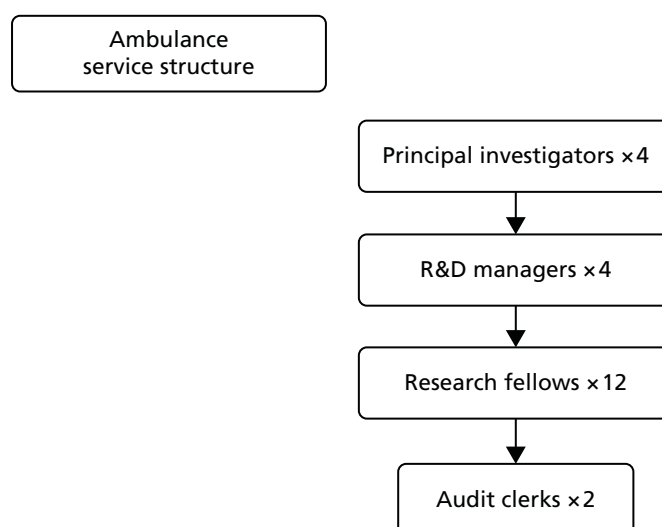 Ambulance
service structure
Principal investigators ×4
R&D managers ×4
Research fellows ×12
Audit clerks ×2